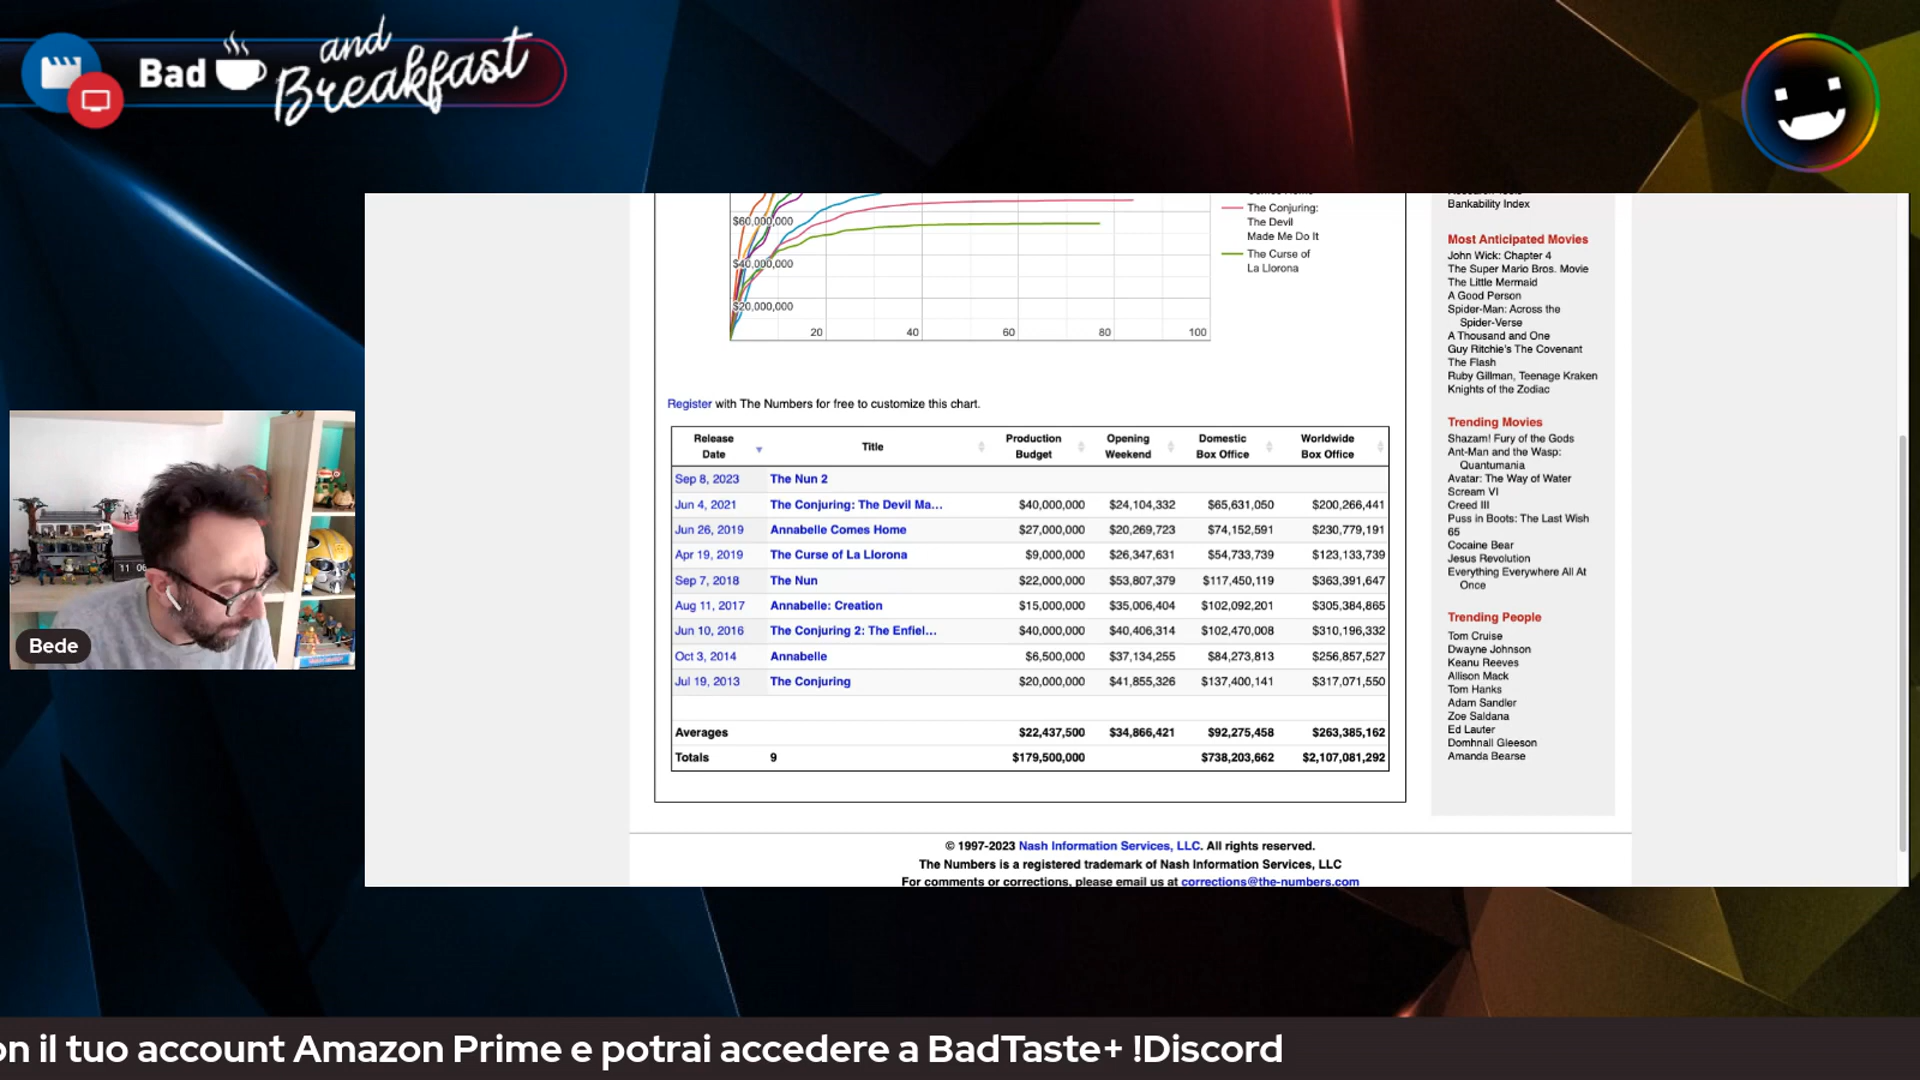 Bad and
Breakfast
Bede
11 06
$60,000,000
$40,000,000
$20,000,000
20 40 60 80 100
The Conjuring:
The Devil
Made Me Do It
The Curse of
La Llorona
Register with The Numbers for free to customize this chart.
Release Date Title Production Budget Opening Weekend Domestic Box Office Worldwide Box Office
Sep 8, 2023 The Nun 2
Jun 4, 2021 The Conjuring: The Devil Ma... $40,000,000 $24,104,332 $65,631,050 $200,266,441
Jun 26, 2019 Annabelle Comes Home $27,000,000 $20,269,723 $74,152,591 $230,779,191
Apr 19, 2019 The Curse of La Llorona $9,000,000 $26,347,631 $54,733,739 $123,133,739
Sep 7, 2018 The Nun $22,000,000 $53,807,379 $117,450,119 $363,391,647
Aug 11, 2017 Annabelle: Creation $15,000,000 $35,006,404 $102,092,201 $305,384,865
Jun 10, 2016 The Conjuring 2: The Enfiel... $40,000,000 $40,406,314 $102,470,008 $310,196,332
Oct 3, 2014 Annabelle $6,500,000 $37,134,255 $84,273,813 $256,857,527
Jul 19, 2013 The Conjuring $20,000,000 $41,855,326 $137,400,141 $317,071,550
Averages $22,437,500 $34,866,421 $92,275,458 $263,385,162
Totals 9 $179,500,000 $738,203,662 $2,107,081,292
Bankability Index
Most Anticipated Movies
John Wick: Chapter 4
The Super Mario Bros. Movie
The Little Mermaid
A Good Person
Spider-Man: Across the
Spider-Verse
A Thousand and One
Guy Ritchie's The Covenant
The Flash
Ruby Gillman, Teenage Kraken
Knights of the Zodiac
Trending Movies
Shazam! Fury of the Gods
Ant-Man and the Wasp:
Quantumania
Avatar: The Way of Water
Scream VI
Creed III
Puss in Boots: The Last Wish
65
Cocaine Bear
Jesus Revolution
Everything Everywhere All At
Once
Trending People
Tom Cruise
Dwayne Johnson
Keanu Reeves
Allison Mack
Tom Hanks
Adam Sandler
Zoe Saldana
Ed Lauter
Domhnall Gleeson
Amanda Bearse
© 1997-2023 Nash Information Services, LLC. All rights reserved.
The Numbers is a registered trademark of Nash Information Services, LLC
For comments or corrections, please email us at corrections@the-numbers.com
on il tuo account Amazon Prime e potrai accedere a BadTaste+ !Discord